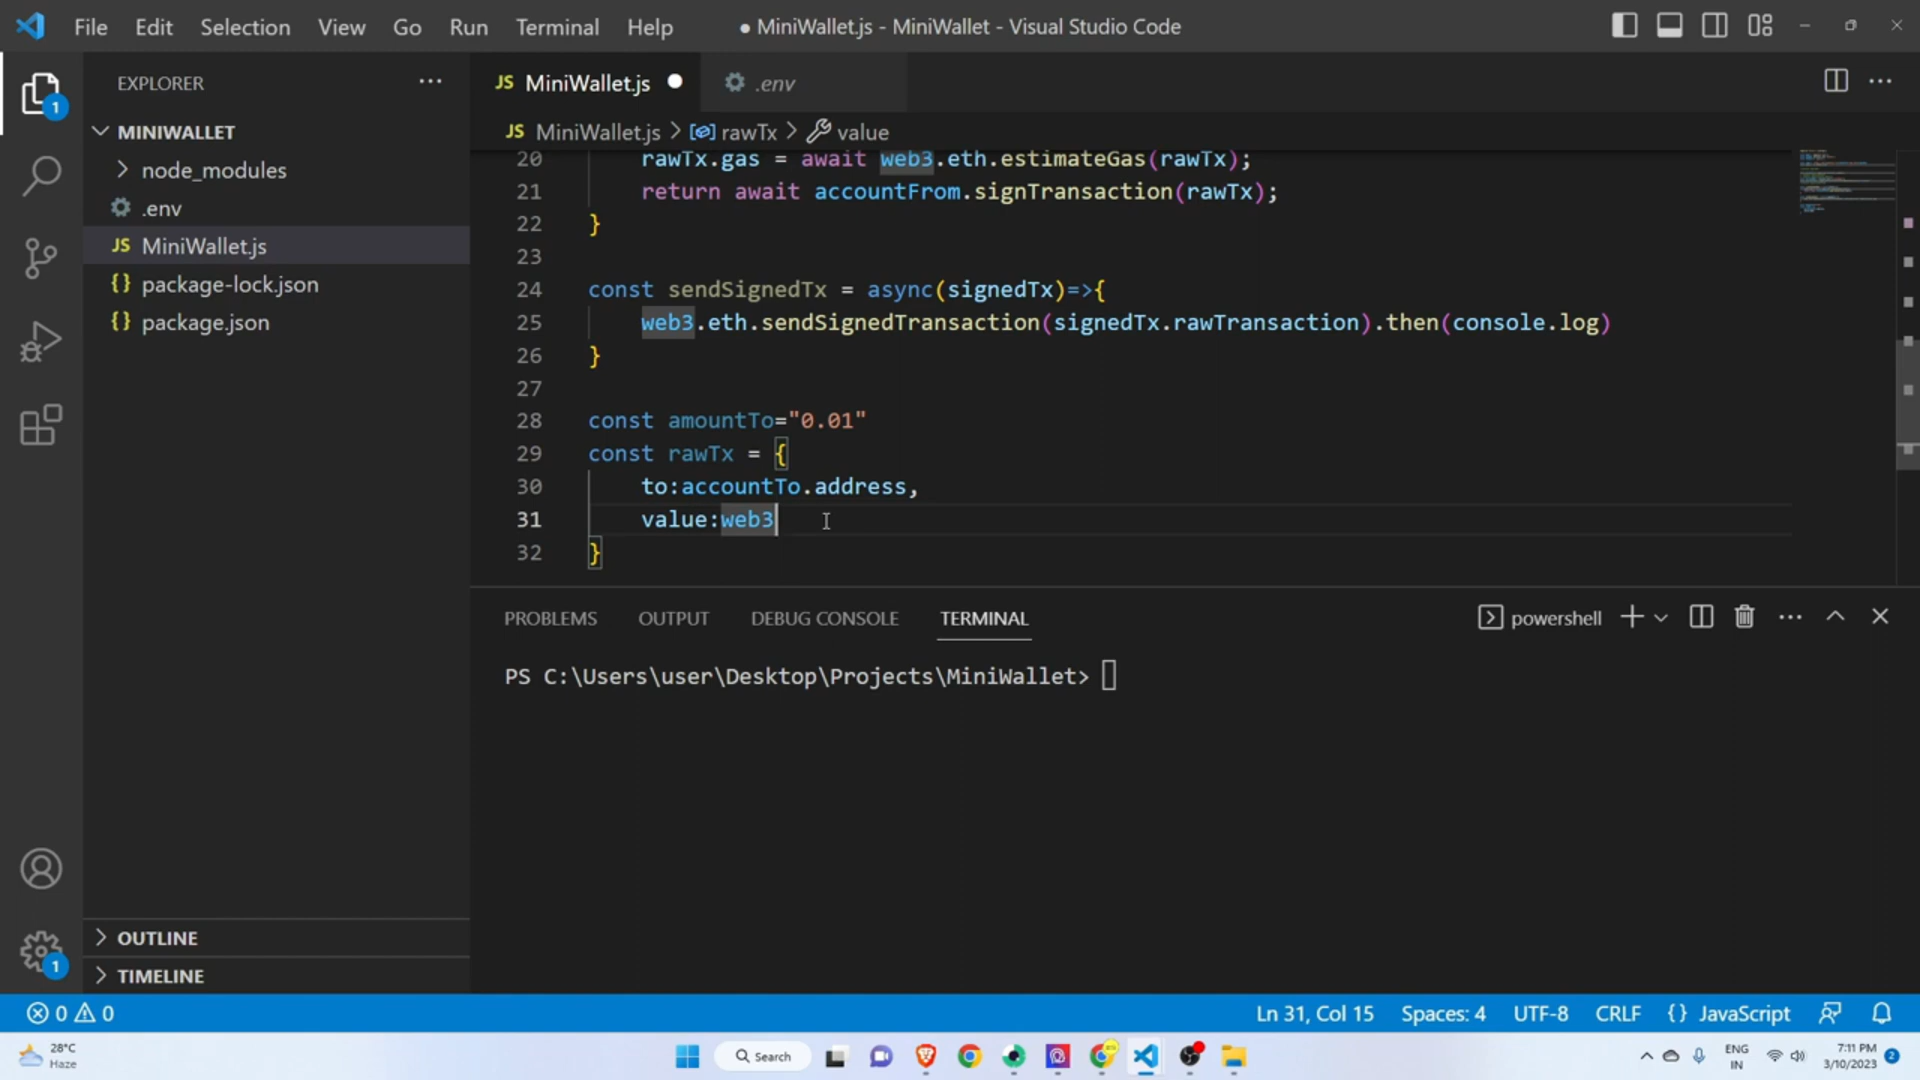 File Edit Selection View Go Run Terminal Help
● MiniWallet.js - MiniWallet - Visual Studio Code
EXPLORER ···
JS MiniWallet.js ●
.env
1
MINIWALLET
JS MiniWallet.js > rawTx > value
node_modules
.env
JS MiniWallet.js
{} package-lock.json
{} package.json
20 rawTx.gas = await web3.eth.estimateGas(rawTx);
21 return await accountFrom.signTransaction(rawTx);
22 }
23
24 const sendSignedTx = async(signedTx)=>{
25 web3.eth.sendSignedTransaction(signedTx.rawTransaction).then(console.log)
26 }
27
28 const amountTo="0.01"
29 const rawTx = {
30 to:accountTo.address,
31 value:web3
32 }
PROBLEMS OUTPUT DEBUG CONSOLE TERMINAL
powershell
PS C:\Users\user\Desktop\Projects\MiniWallet>
OUTLINE
1
TIMELINE
0 0
Ln 31, Col 15 Spaces: 4 UTF-8 CRLF {} JavaScript
28°C
Haze
Search
ENG
IN
7:11 PM
3/10/2023
2